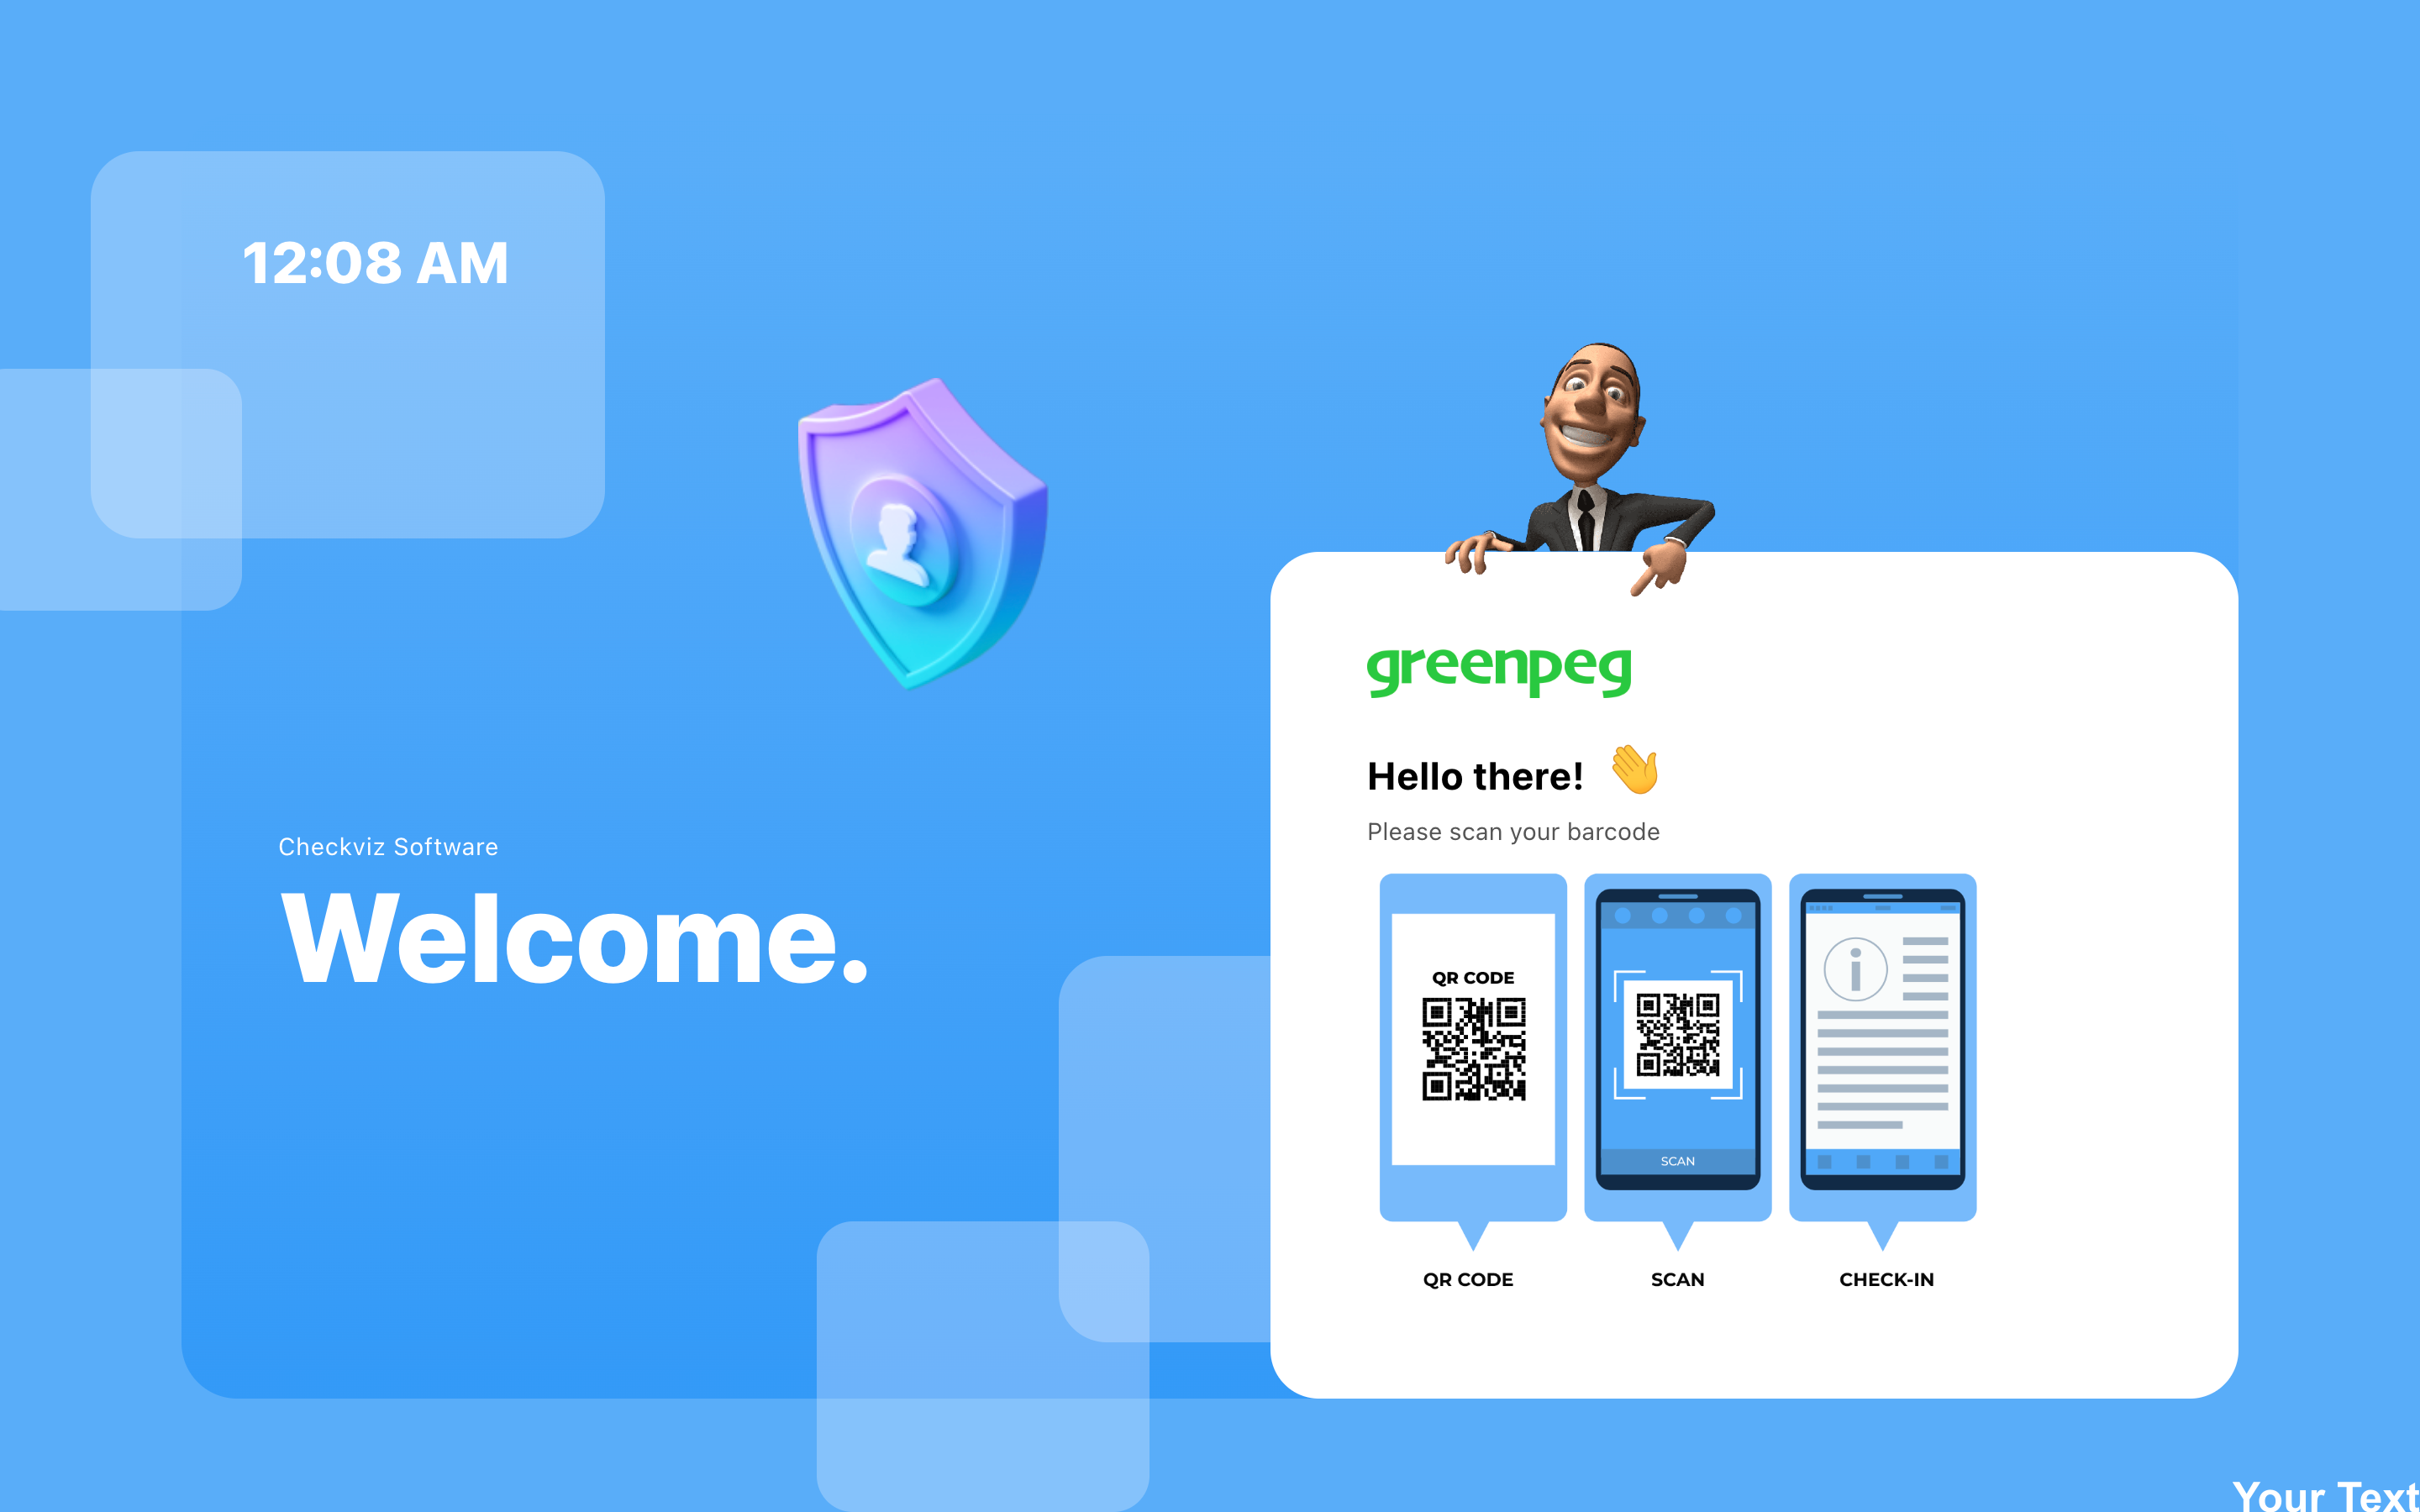 12:08 AM
Checkviz Software
Welcome.
greenpeg
Hello there! 👋
Please scan your barcode
QR CODE
SCAN
QR CODE
SCAN
CHECK-IN
Your Text